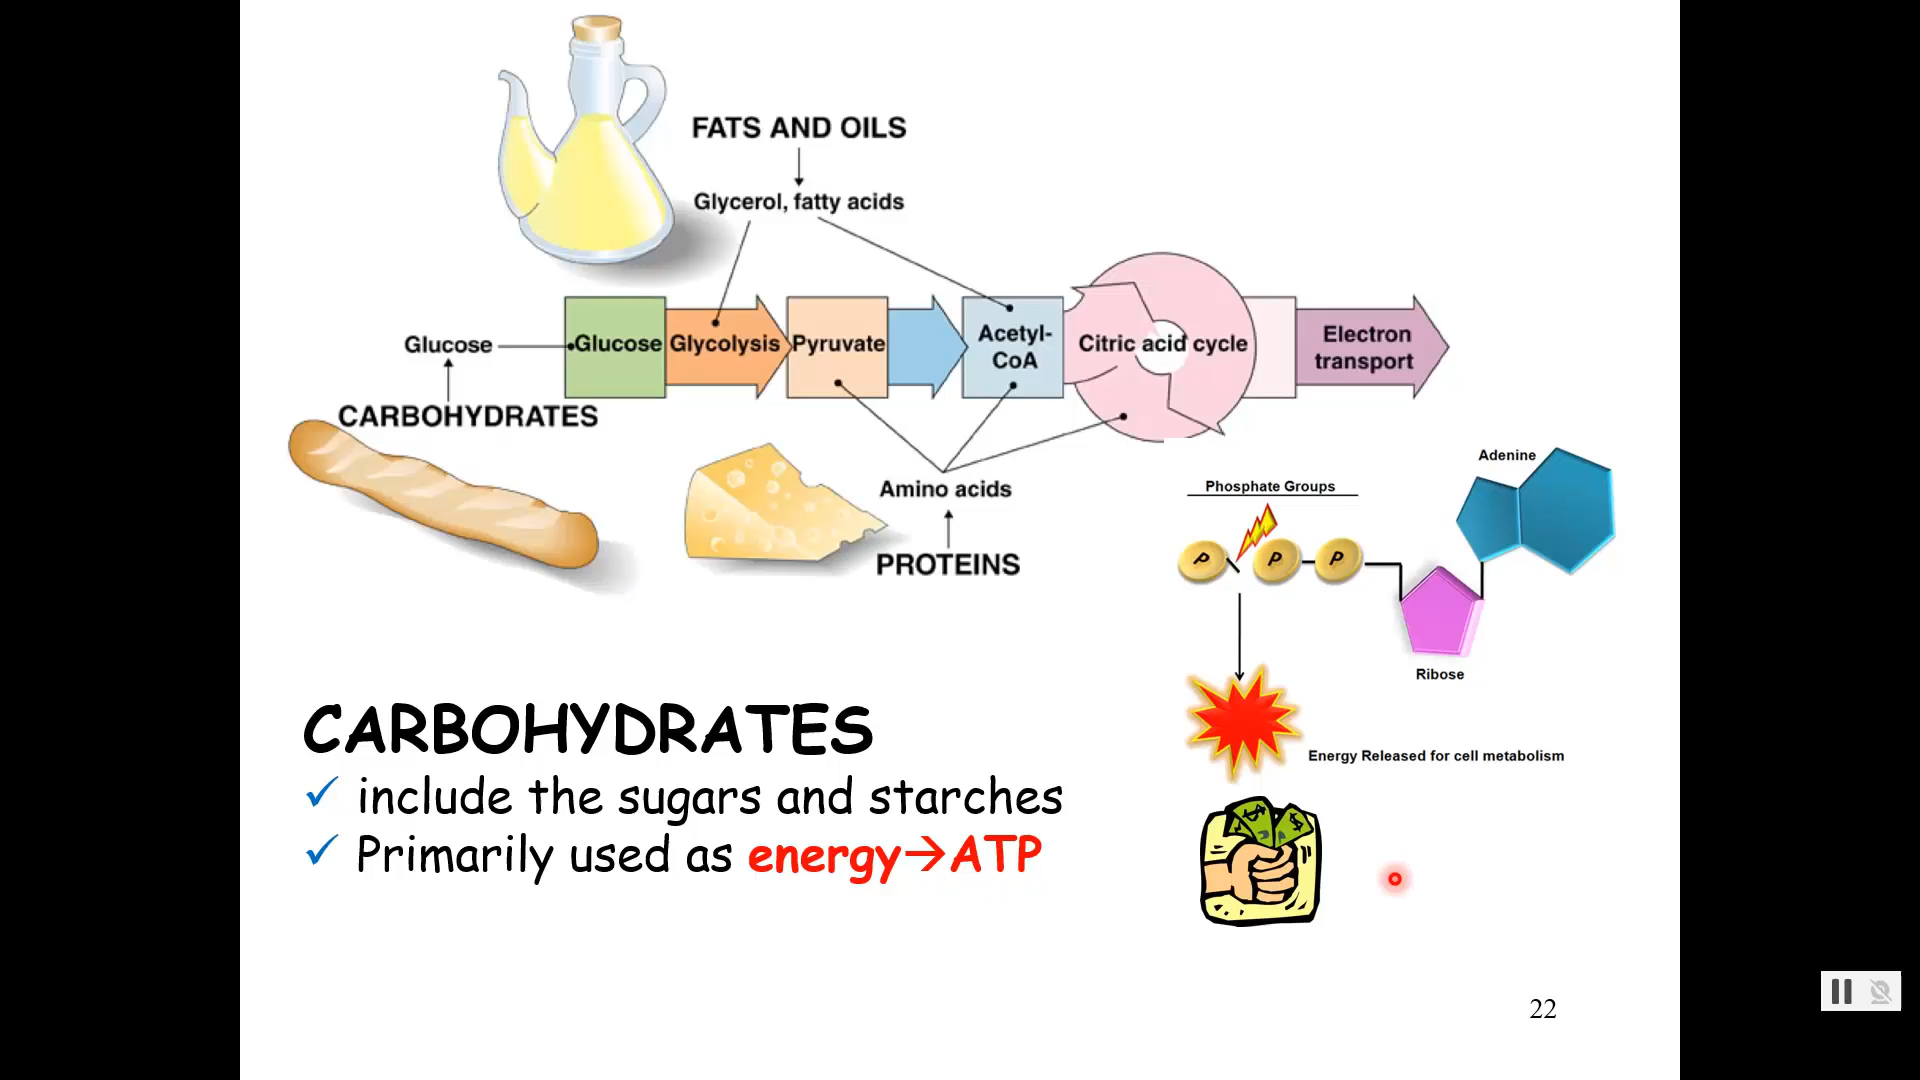 FATS AND OILS
Glycerol, fatty acids
Glucose
CARBOHYDRATES
Glucose
Glycolysis
Pyruvate
Acetyl-
CoA
Citric acid cycle
Electron
transport
Amino acids
PROTEINS
Phosphate Groups
Adenine
P
P
P
Ribose
Energy Released for cell metabolism
CARBOHYDRATES
✓ include the sugars and starches
✓ Primarily used as energy→ATP
$
$
22